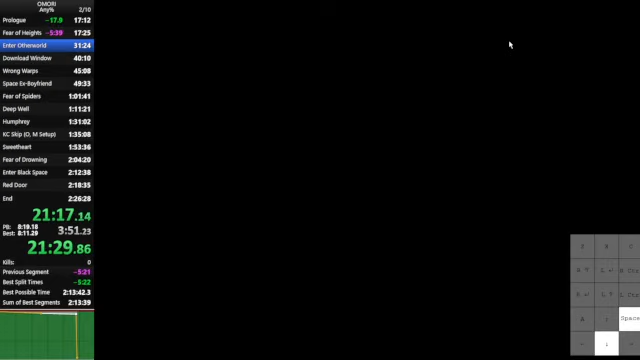 OMORI
Any% 2/10
Prologue -17.9 17:12
Fear of Heights -5:39 17:25
Enter Otherworld 31:24
Download Window 40:10
Wrong Warps 45:08
Space Ex-Boyfriend 49:33
Fear of Spiders 1:01:41
Deep Well 1:11:21
Humphrey 1:31:02
KC Skip (O, M Setup) 1:35:08
Sweetheart 1:53:36
Fear of Drowning 2:04:20
Enter Black Space 2:12:38
Red Door 2:18:35
End 2:26:28
21:17.14
PB: 8:19.18 3:51.23
Best: 8:11.29
21:29.86
Kills: 0
Previous Segment -5:21
Best Split Times -5:22
Best Possible Time 2:13:42.3
Sum of Best Segments 2:13:39
Space